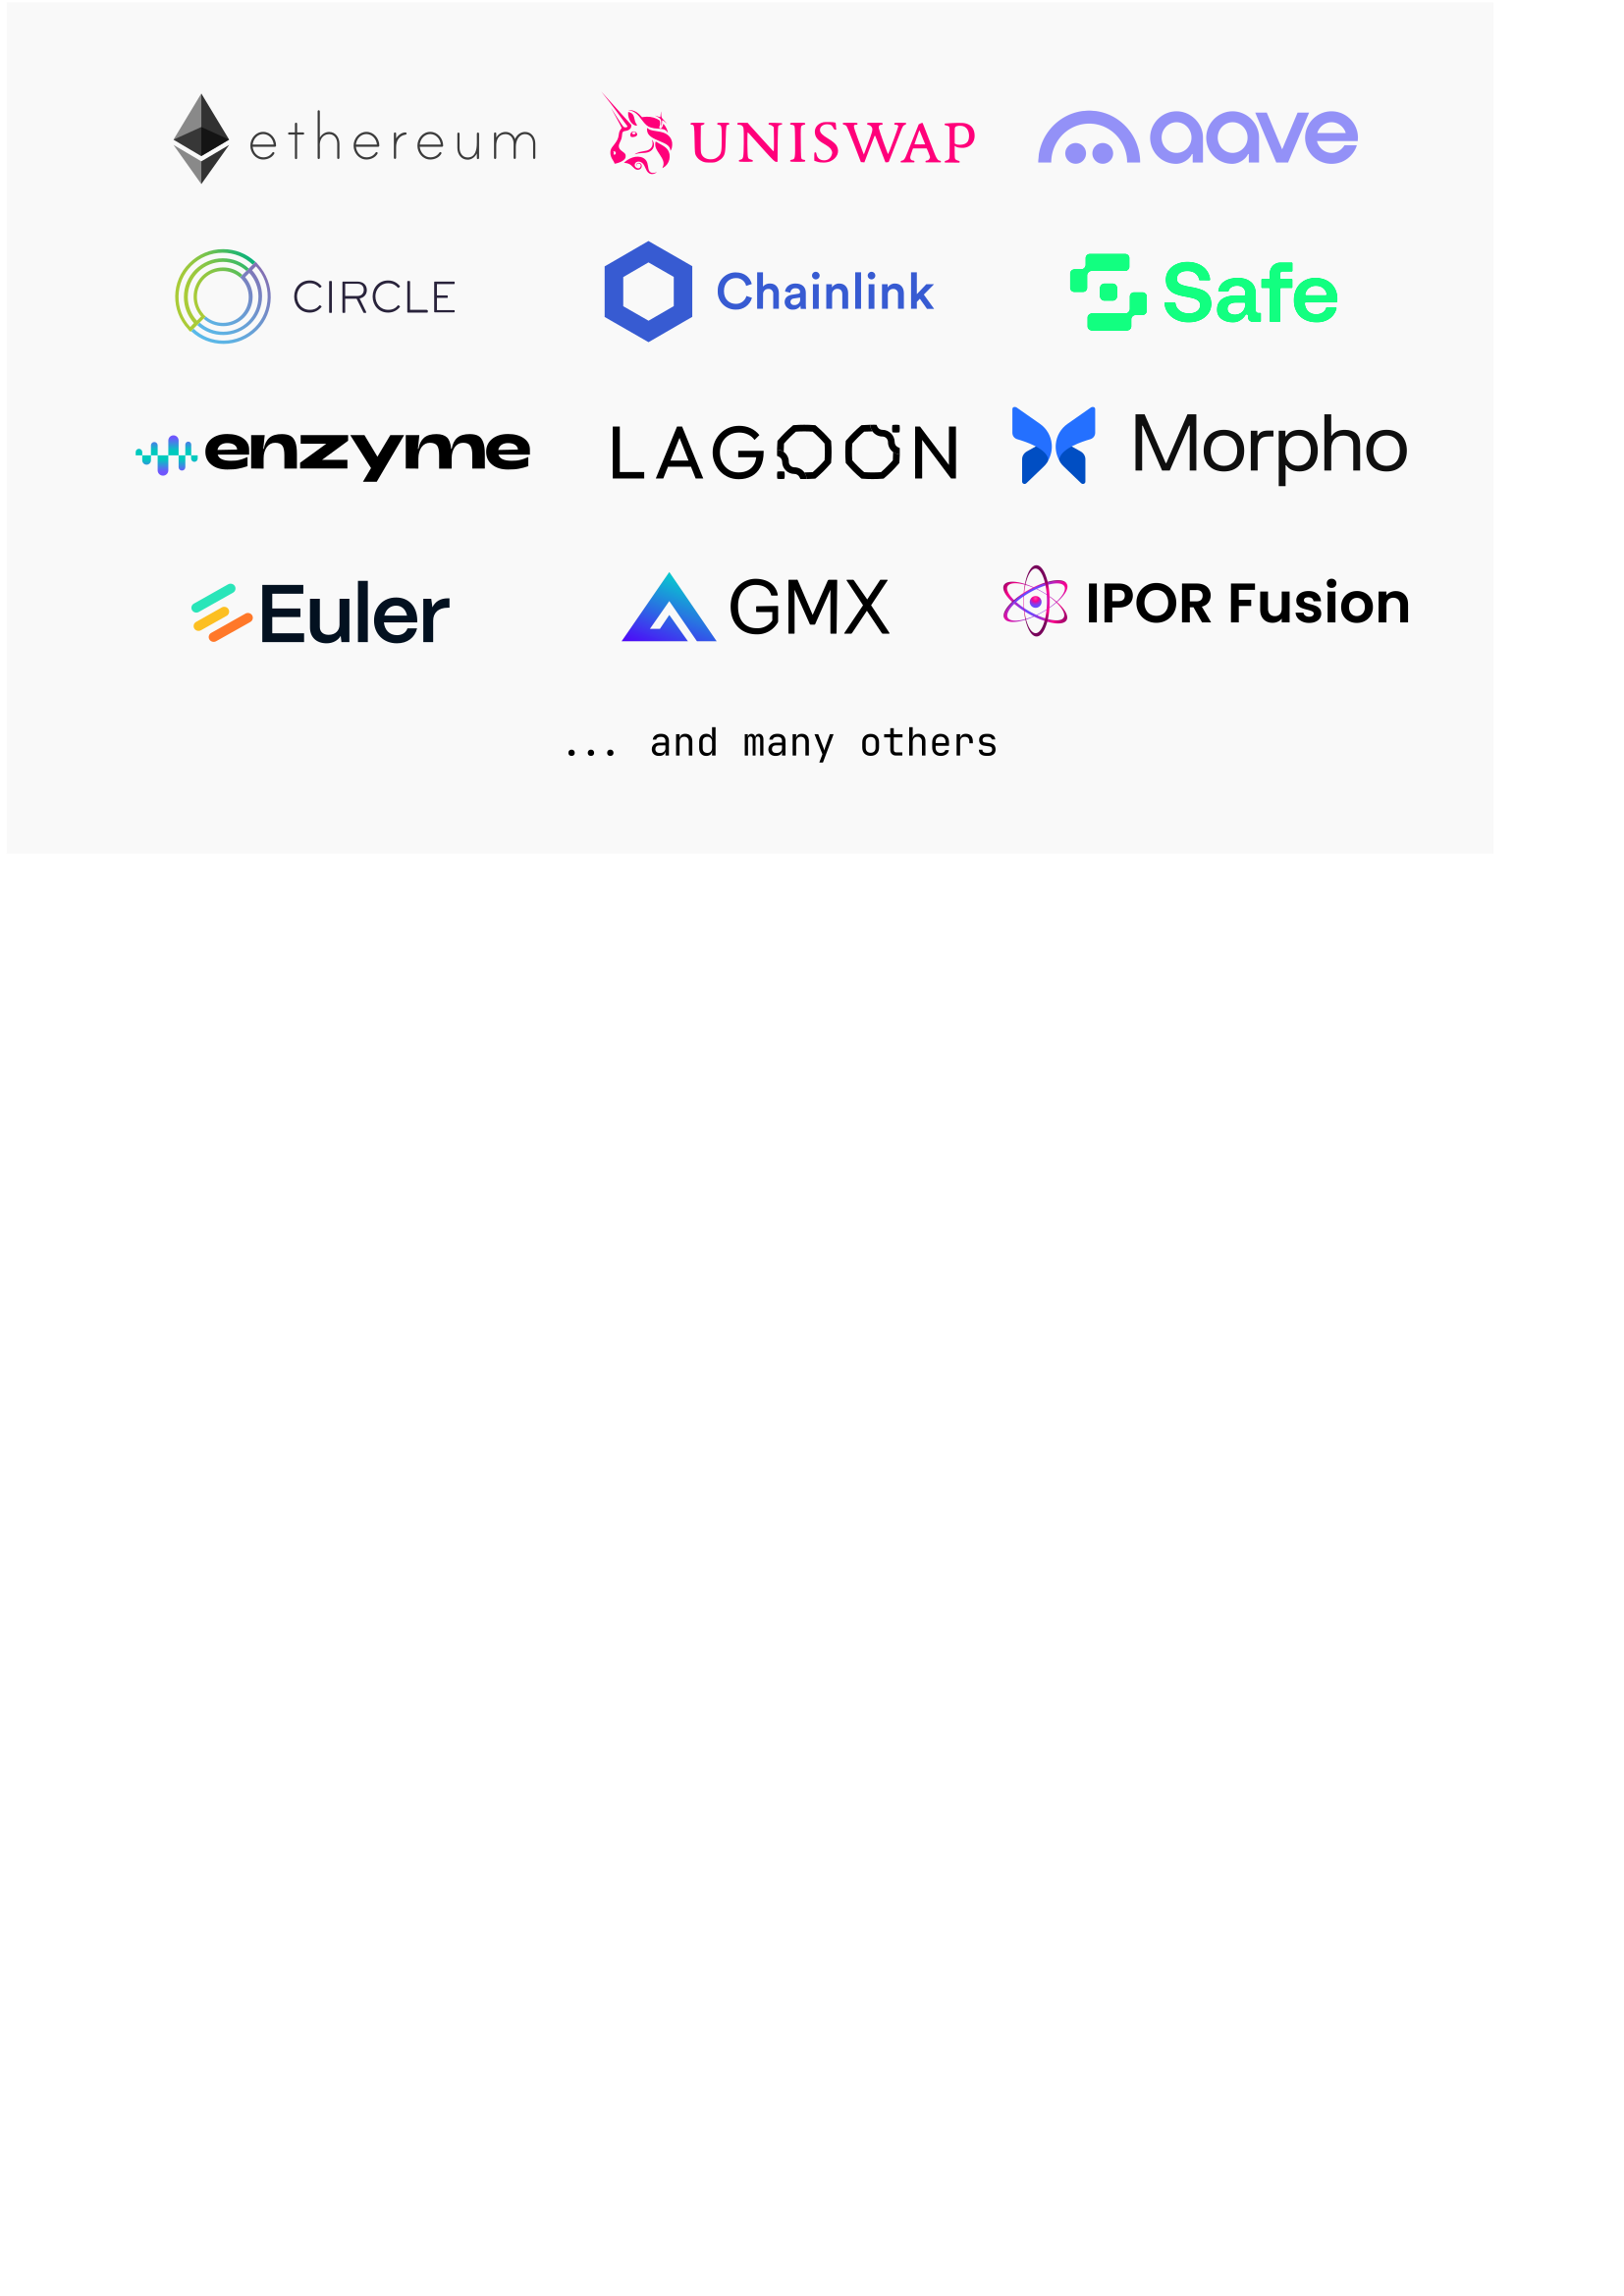 ethereum UNISWAP aave
CIRCLE Chainlink Safe
enzyme LAGOON Morpho
Euler GMX IPOR Fusion
... and many others